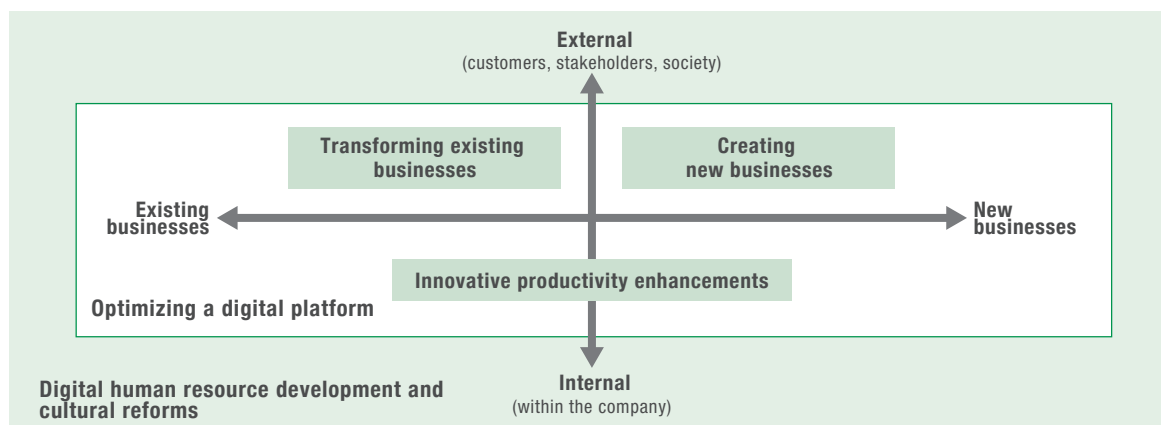 External
(customers, stakeholders, society)
Transforming existing
businesses
Creating
new businesses
Existing
businesses
New
businesses
Innovative productivity enhancements
Optimizing a digital platform
Internal
(within the company)
Digital human resource development and
cultural reforms